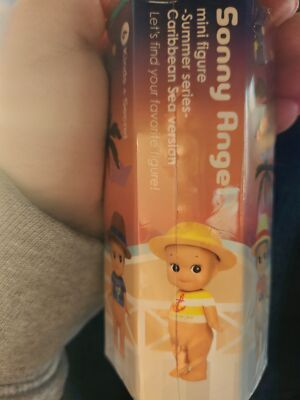 Sonny Angel
mini figure
-Summer series-
Caribbean Sea version
Let's find your favorite figure!